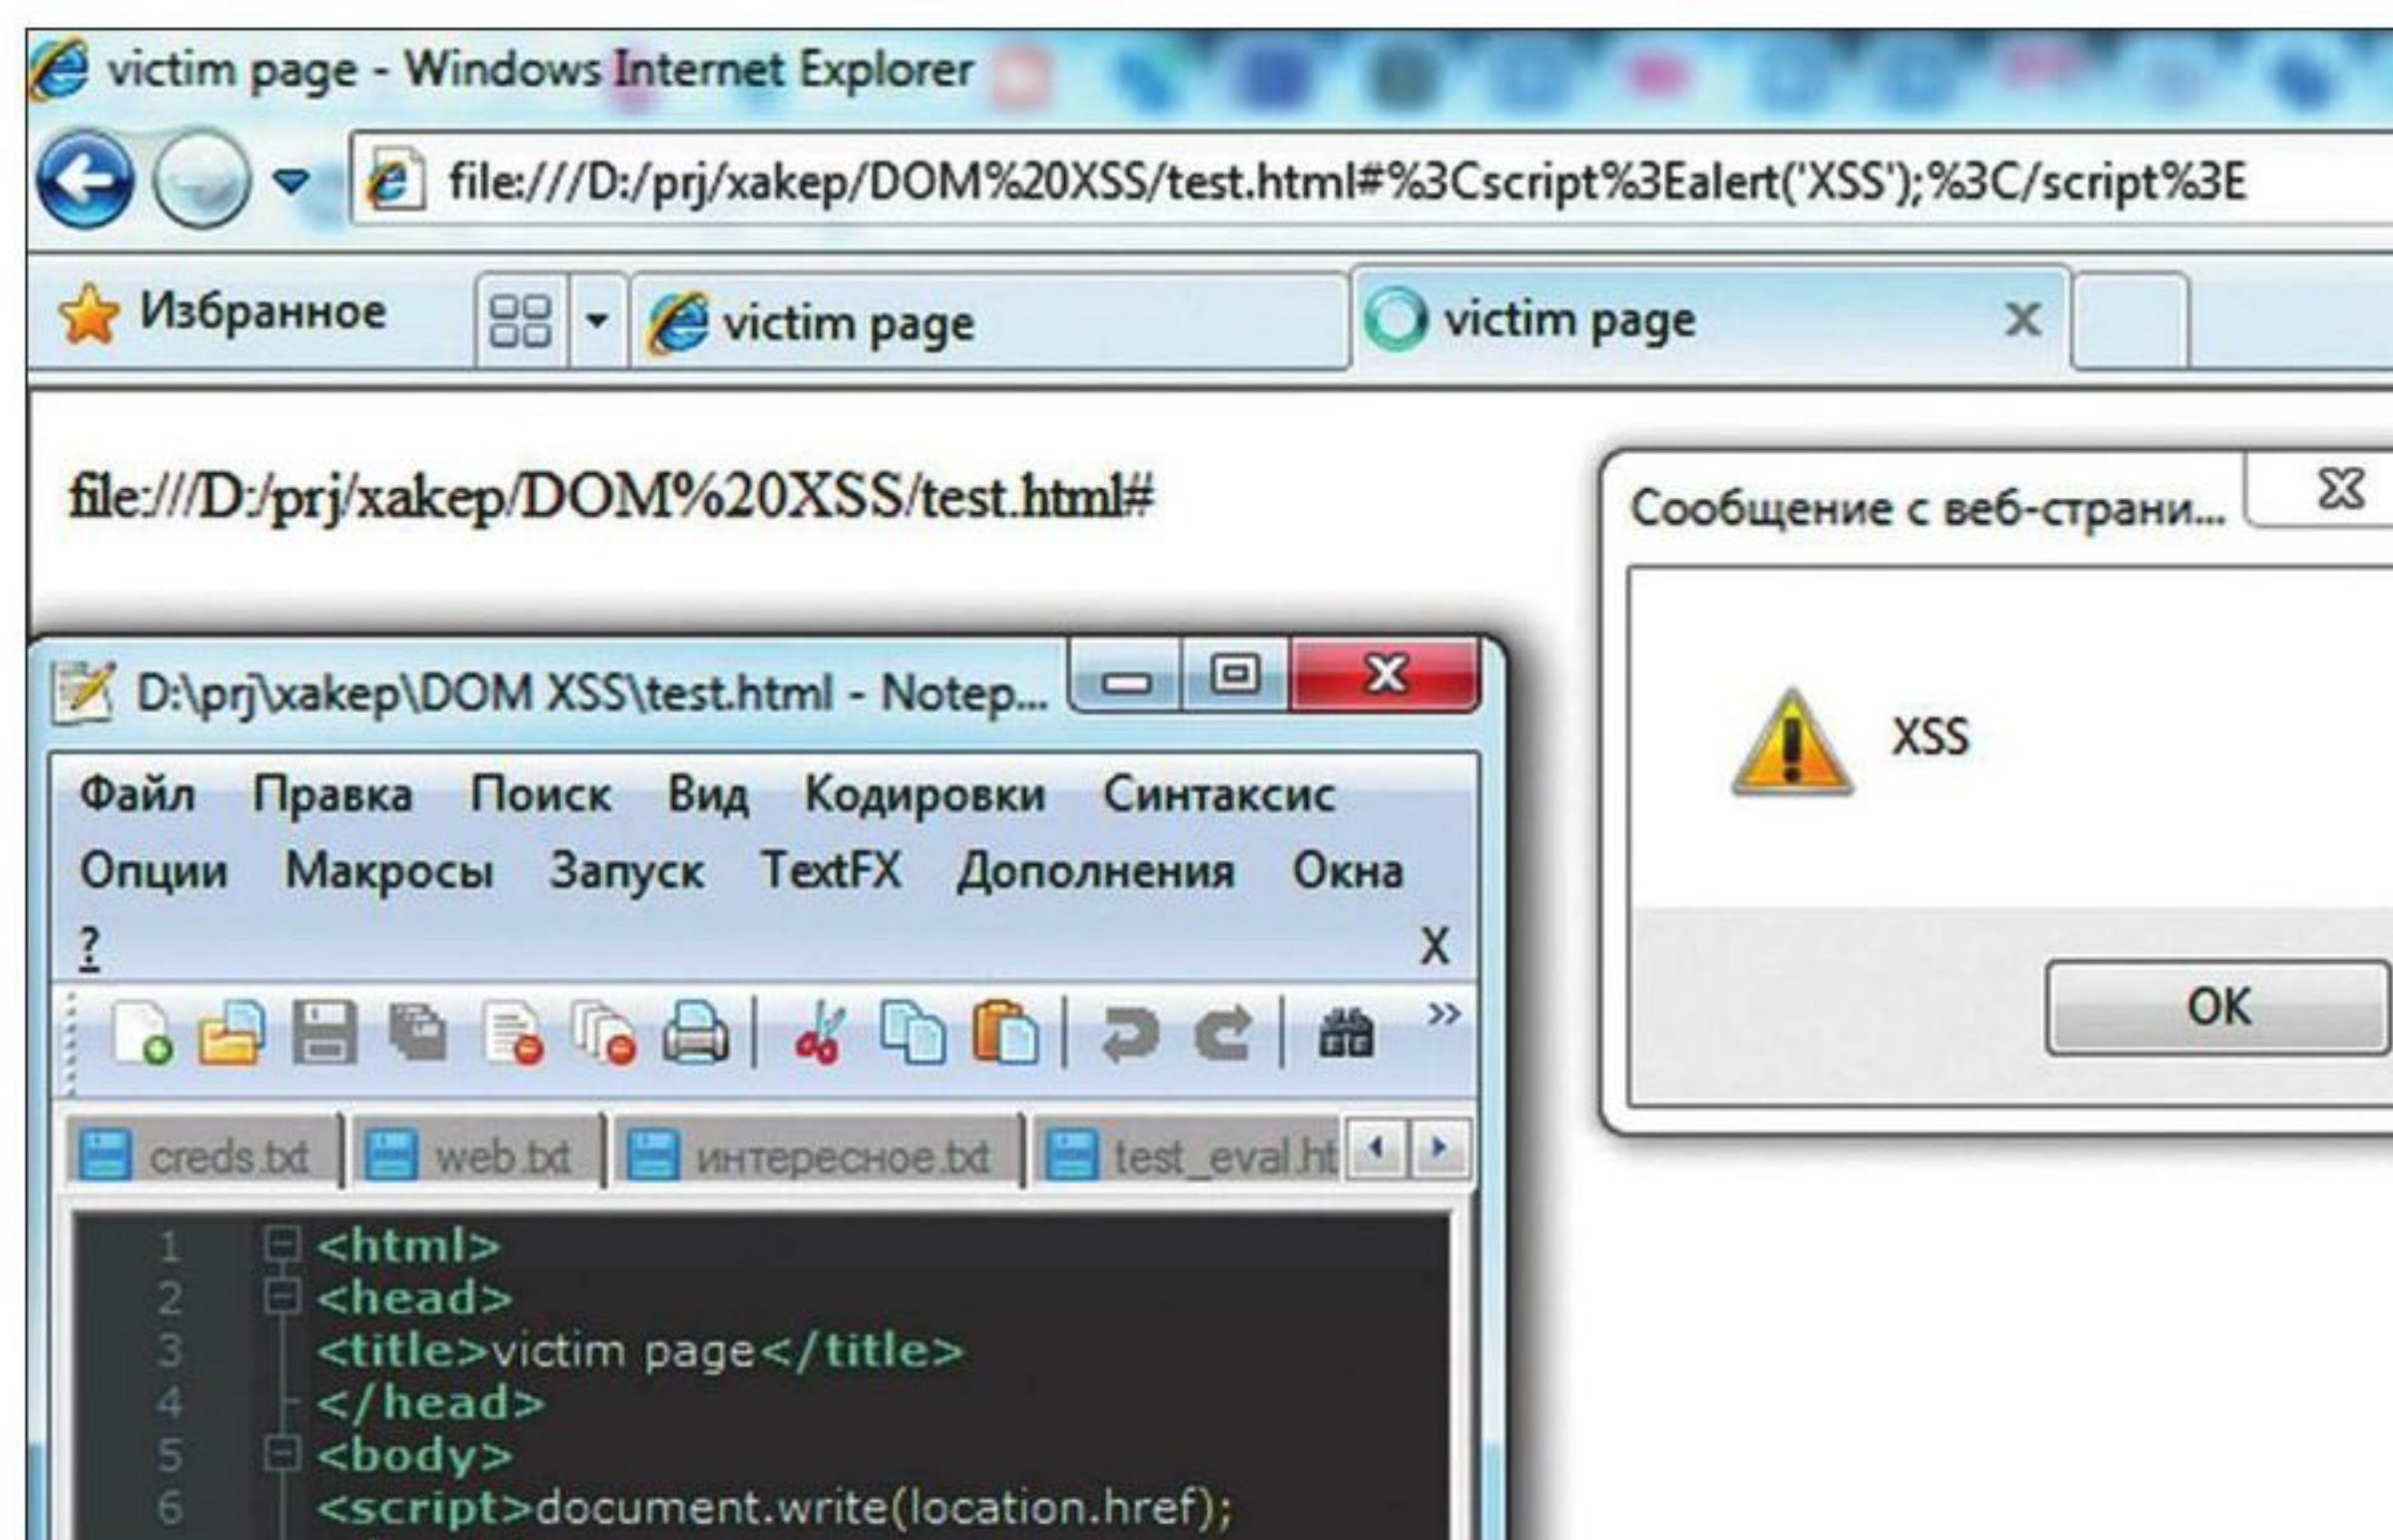 victim page - Windows Internet Explorer
file:///D:/prj/xakep/DOM%20XSS/test.html#%3Cscript%3Ealert('XSS');%3C/script%3E
Избранное
victim page
victim page
file:///D:/prj/xakep/DOM%20XSS/test.html#
Сообщение с веб-страни...
XSS
OK
D:\prj\xakep\DOM XSS\test.html - Notep...
Файл Правка Поиск Вид Кодировки Синтаксис
Опции Макросы Запуск TextFX Дополнения Окна
? X
creds.txt web.txt интересное.txt test_eval.ht
1 <html>
2 <head>
3 <title>victim page</title>
4 </head>
5 <body>
6 <script>document.write(location.href);